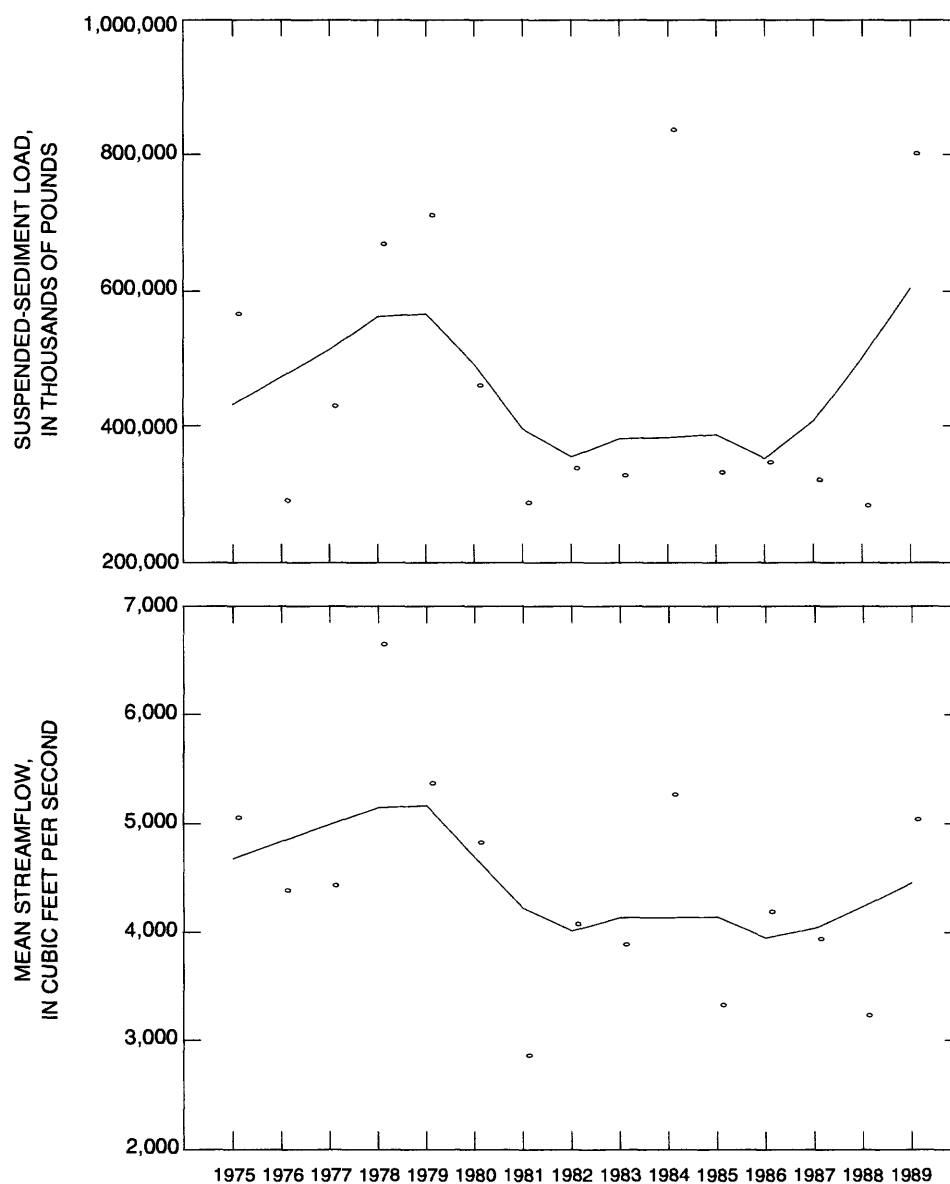 SUSPENDED-SEDIMENT LOAD,
IN THOUSANDS OF POUNDS
1,000,000
800,000
600,000
400,000
200,000
MEAN STREAMFLOW,
IN CUBIC FEET PER SECOND
7,000
6,000
5,000
4,000
3,000
2,000
1975 1976 1977 1978 1979 1980 1981 1982 1983 1984 1985 1986 1987 1988 1989